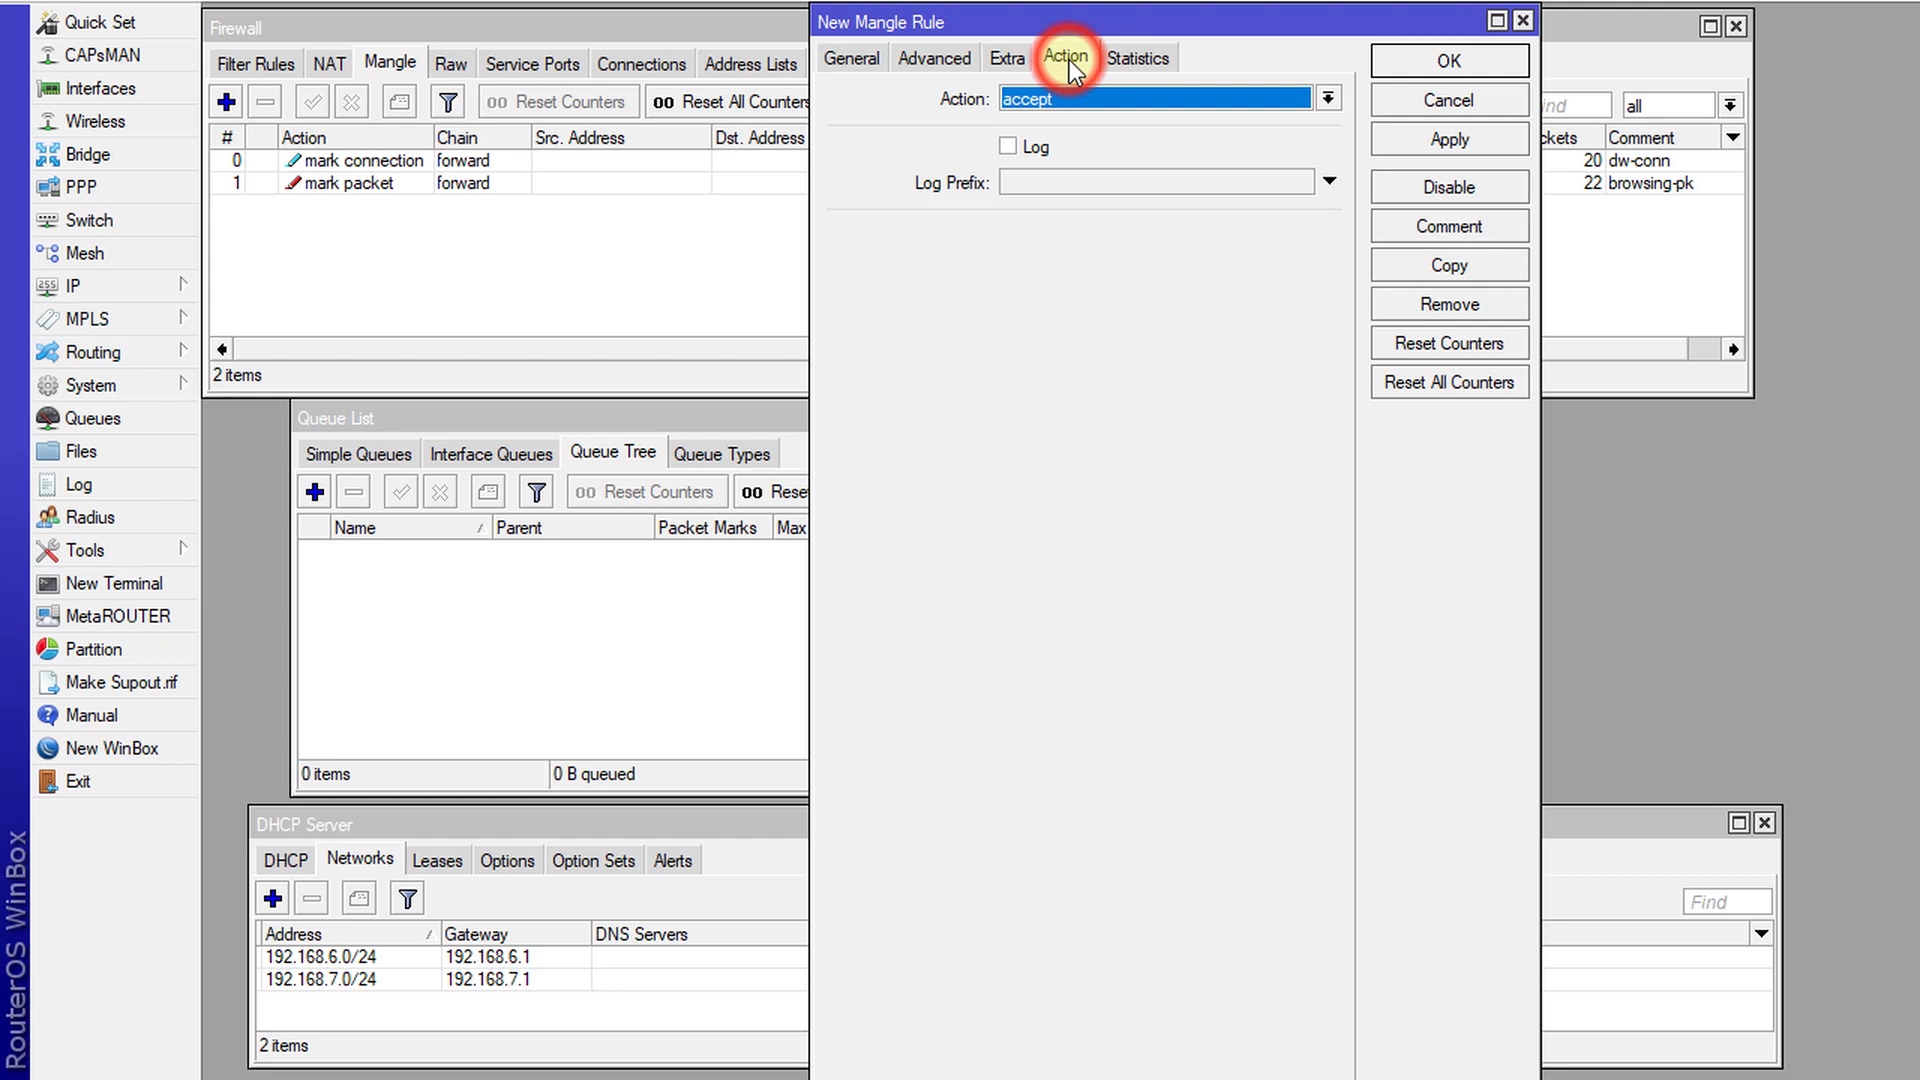 Quick Set
CAPsMAN
Interfaces
Wireless
Bridge
PPP
Switch
Mesh
IP
MPLS
Routing
System
Queues
Files
Log
Radius
Tools
New Terminal
MetaROUTER
Partition
Make Supout.rif
Manual
New WinBox
Exit
RouterOS WinBox
Firewall
Filter Rules NAT Mangle Raw Service Ports Connections Address Lists
00 Reset Counters 00 Reset All Counters
all
# Action Chain Src. Address Dst. Address Comment
0 mark connection forward 20 dw-conn
1 mark packet forward 22 browsing-pk
2 items
Queue List
Simple Queues Interface Queues Queue Tree Queue Types
00 Reset Counters 00 Rese
Name Parent Packet Marks Max
0 items 0 B queued
DHCP Server
DHCP Networks Leases Options Option Sets Alerts
Find
Address Gateway DNS Servers
192.168.6.0/24 192.168.6.1
192.168.7.0/24 192.168.7.1
2 items
New Mangle Rule
General Advanced Extra Action Statistics
Action: accept
Log
Log Prefix:
OK
Cancel
Apply
Disable
Comment
Copy
Remove
Reset Counters
Reset All Counters